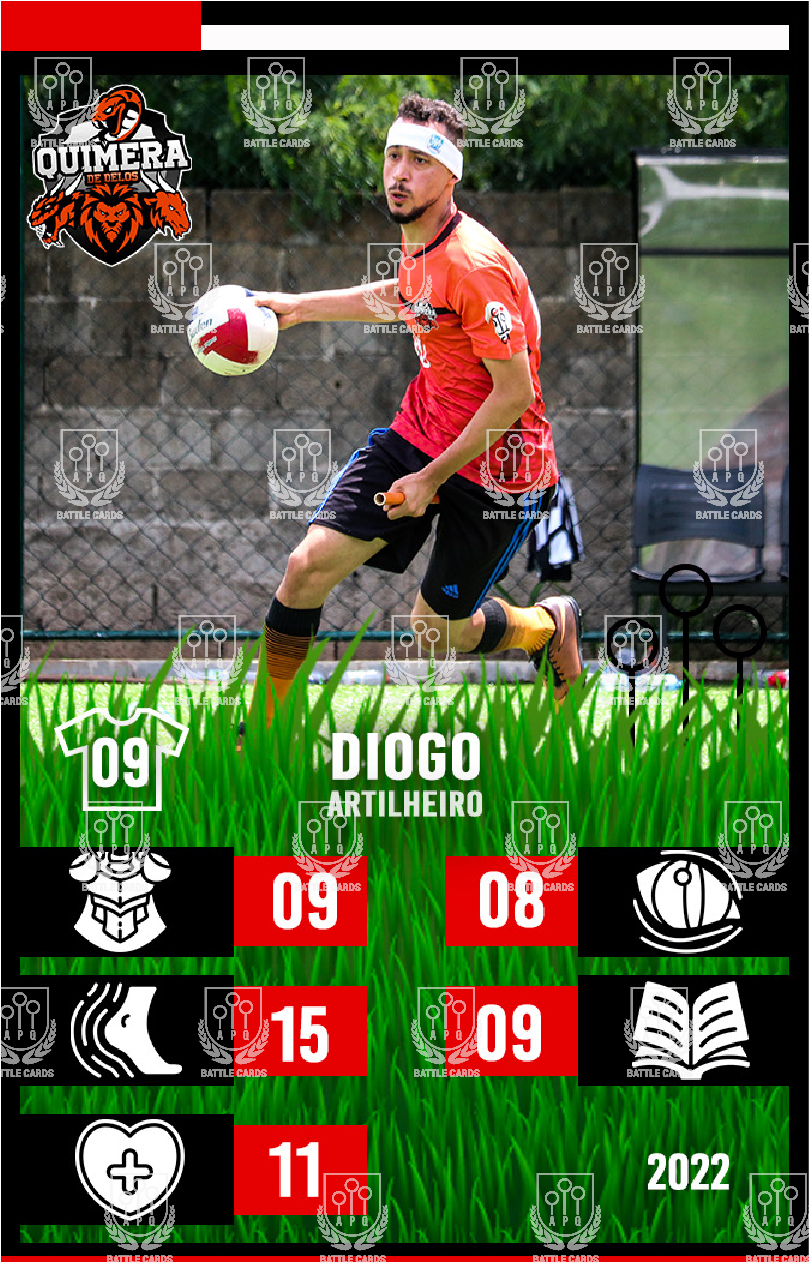 QUIMERA
DE DELOS
09
DIOGO
ARTILHEIRO
09
08
15
09
11
2022
APQ
BATTLE CARDS